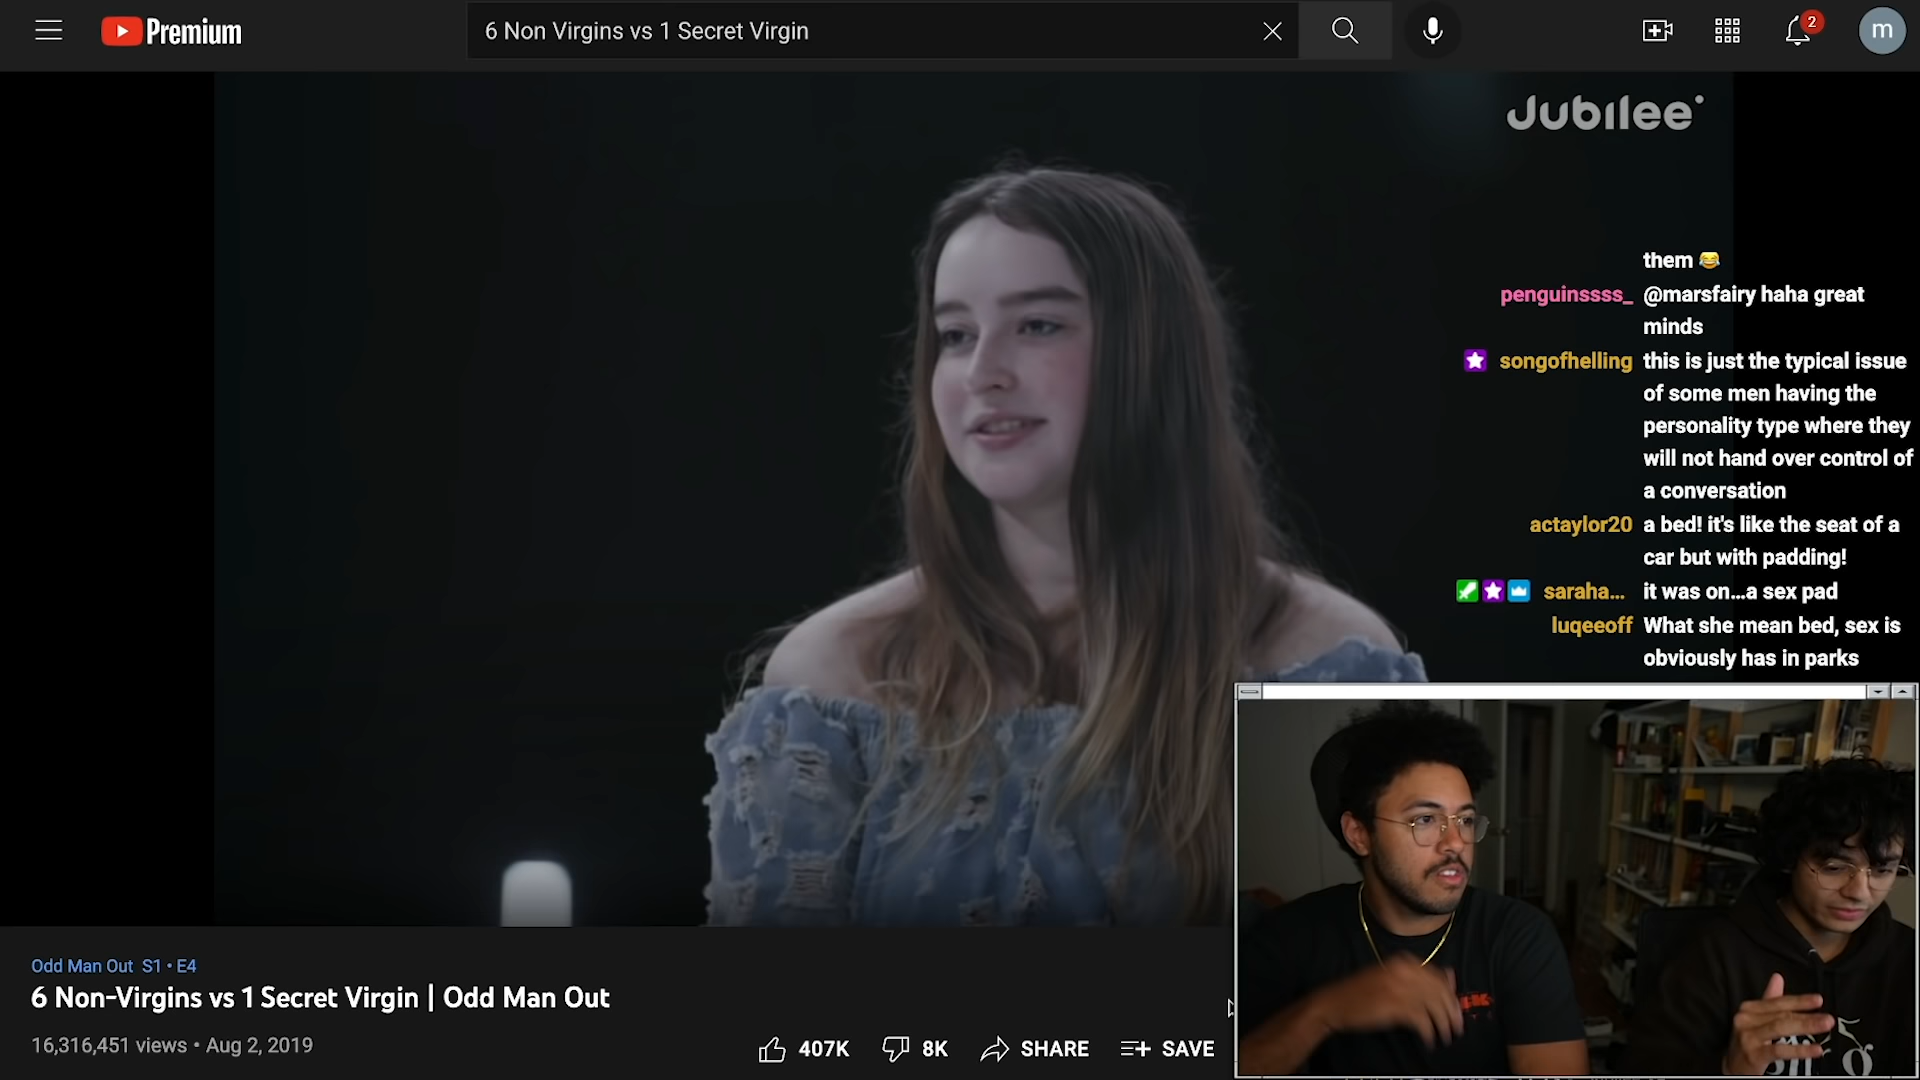 Premium
6 Non Virgins vs 1 Secret Virgin
2
m
Jubilee
them 😂
penguinssss_ @marsfairy haha great
minds
songofhelling this is just the typical issue
of some men having the
personality type where they
will not hand over control of
a conversation
actaylor20 a bed! it's like the seat of a
car but with padding!
saraha... it was on...a sex pad
luqeeoff What she mean bed, sex is
obviously has in parks
Odd Man Out S1 • E4
6 Non-Virgins vs 1 Secret Virgin | Odd Man Out
16,316,451 views • Aug 2, 2019
407K
8K
SHARE
SAVE